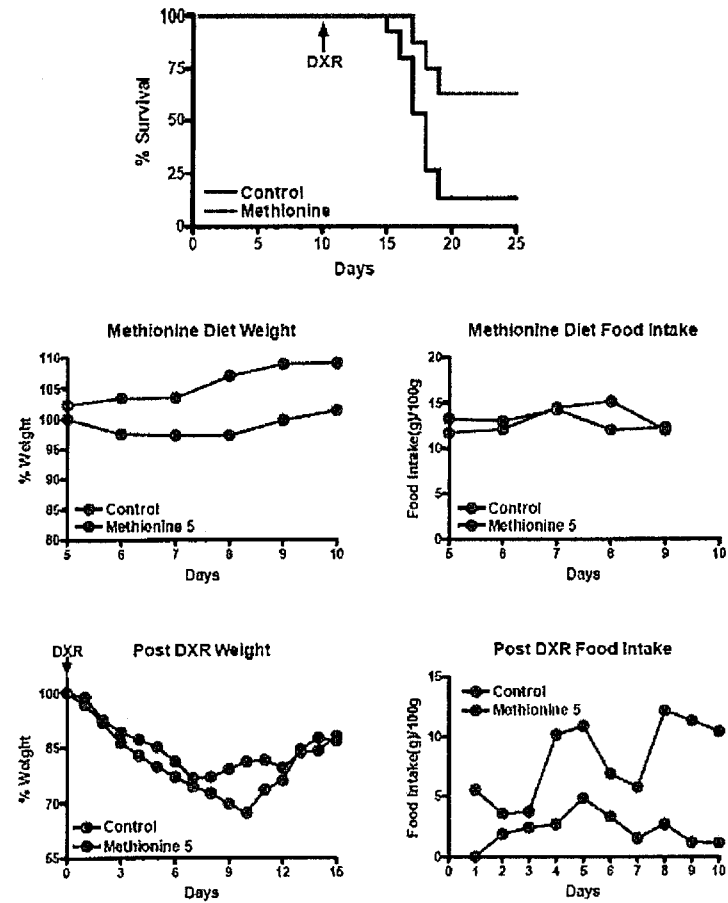 100
75
50
25
0
% Survival
DXR
Control
Methionine
0 5 10 15 20 25
Days
Methionine Diet Weight
110
105
100
95
90
85
80
% Weight
Control
Methionine 5
5 6 7 8 9 10
Days
Methionine Diet Food Intake
20
15
10
5
0
Food Intake(g)/100g
Control
Methionine 5
5 6 7 8 9 10
Days
DXR
Post DXR Weight
100
85
70
55
% Weight
Control
Methionine 5
0 3 6 9 12 15
Days
Post DXR Food Intake
15
10
5
0
Food Intake(g)/100g
Control
Methionine 5
0 1 2 3 4 5 6 7 8 9 10
Days